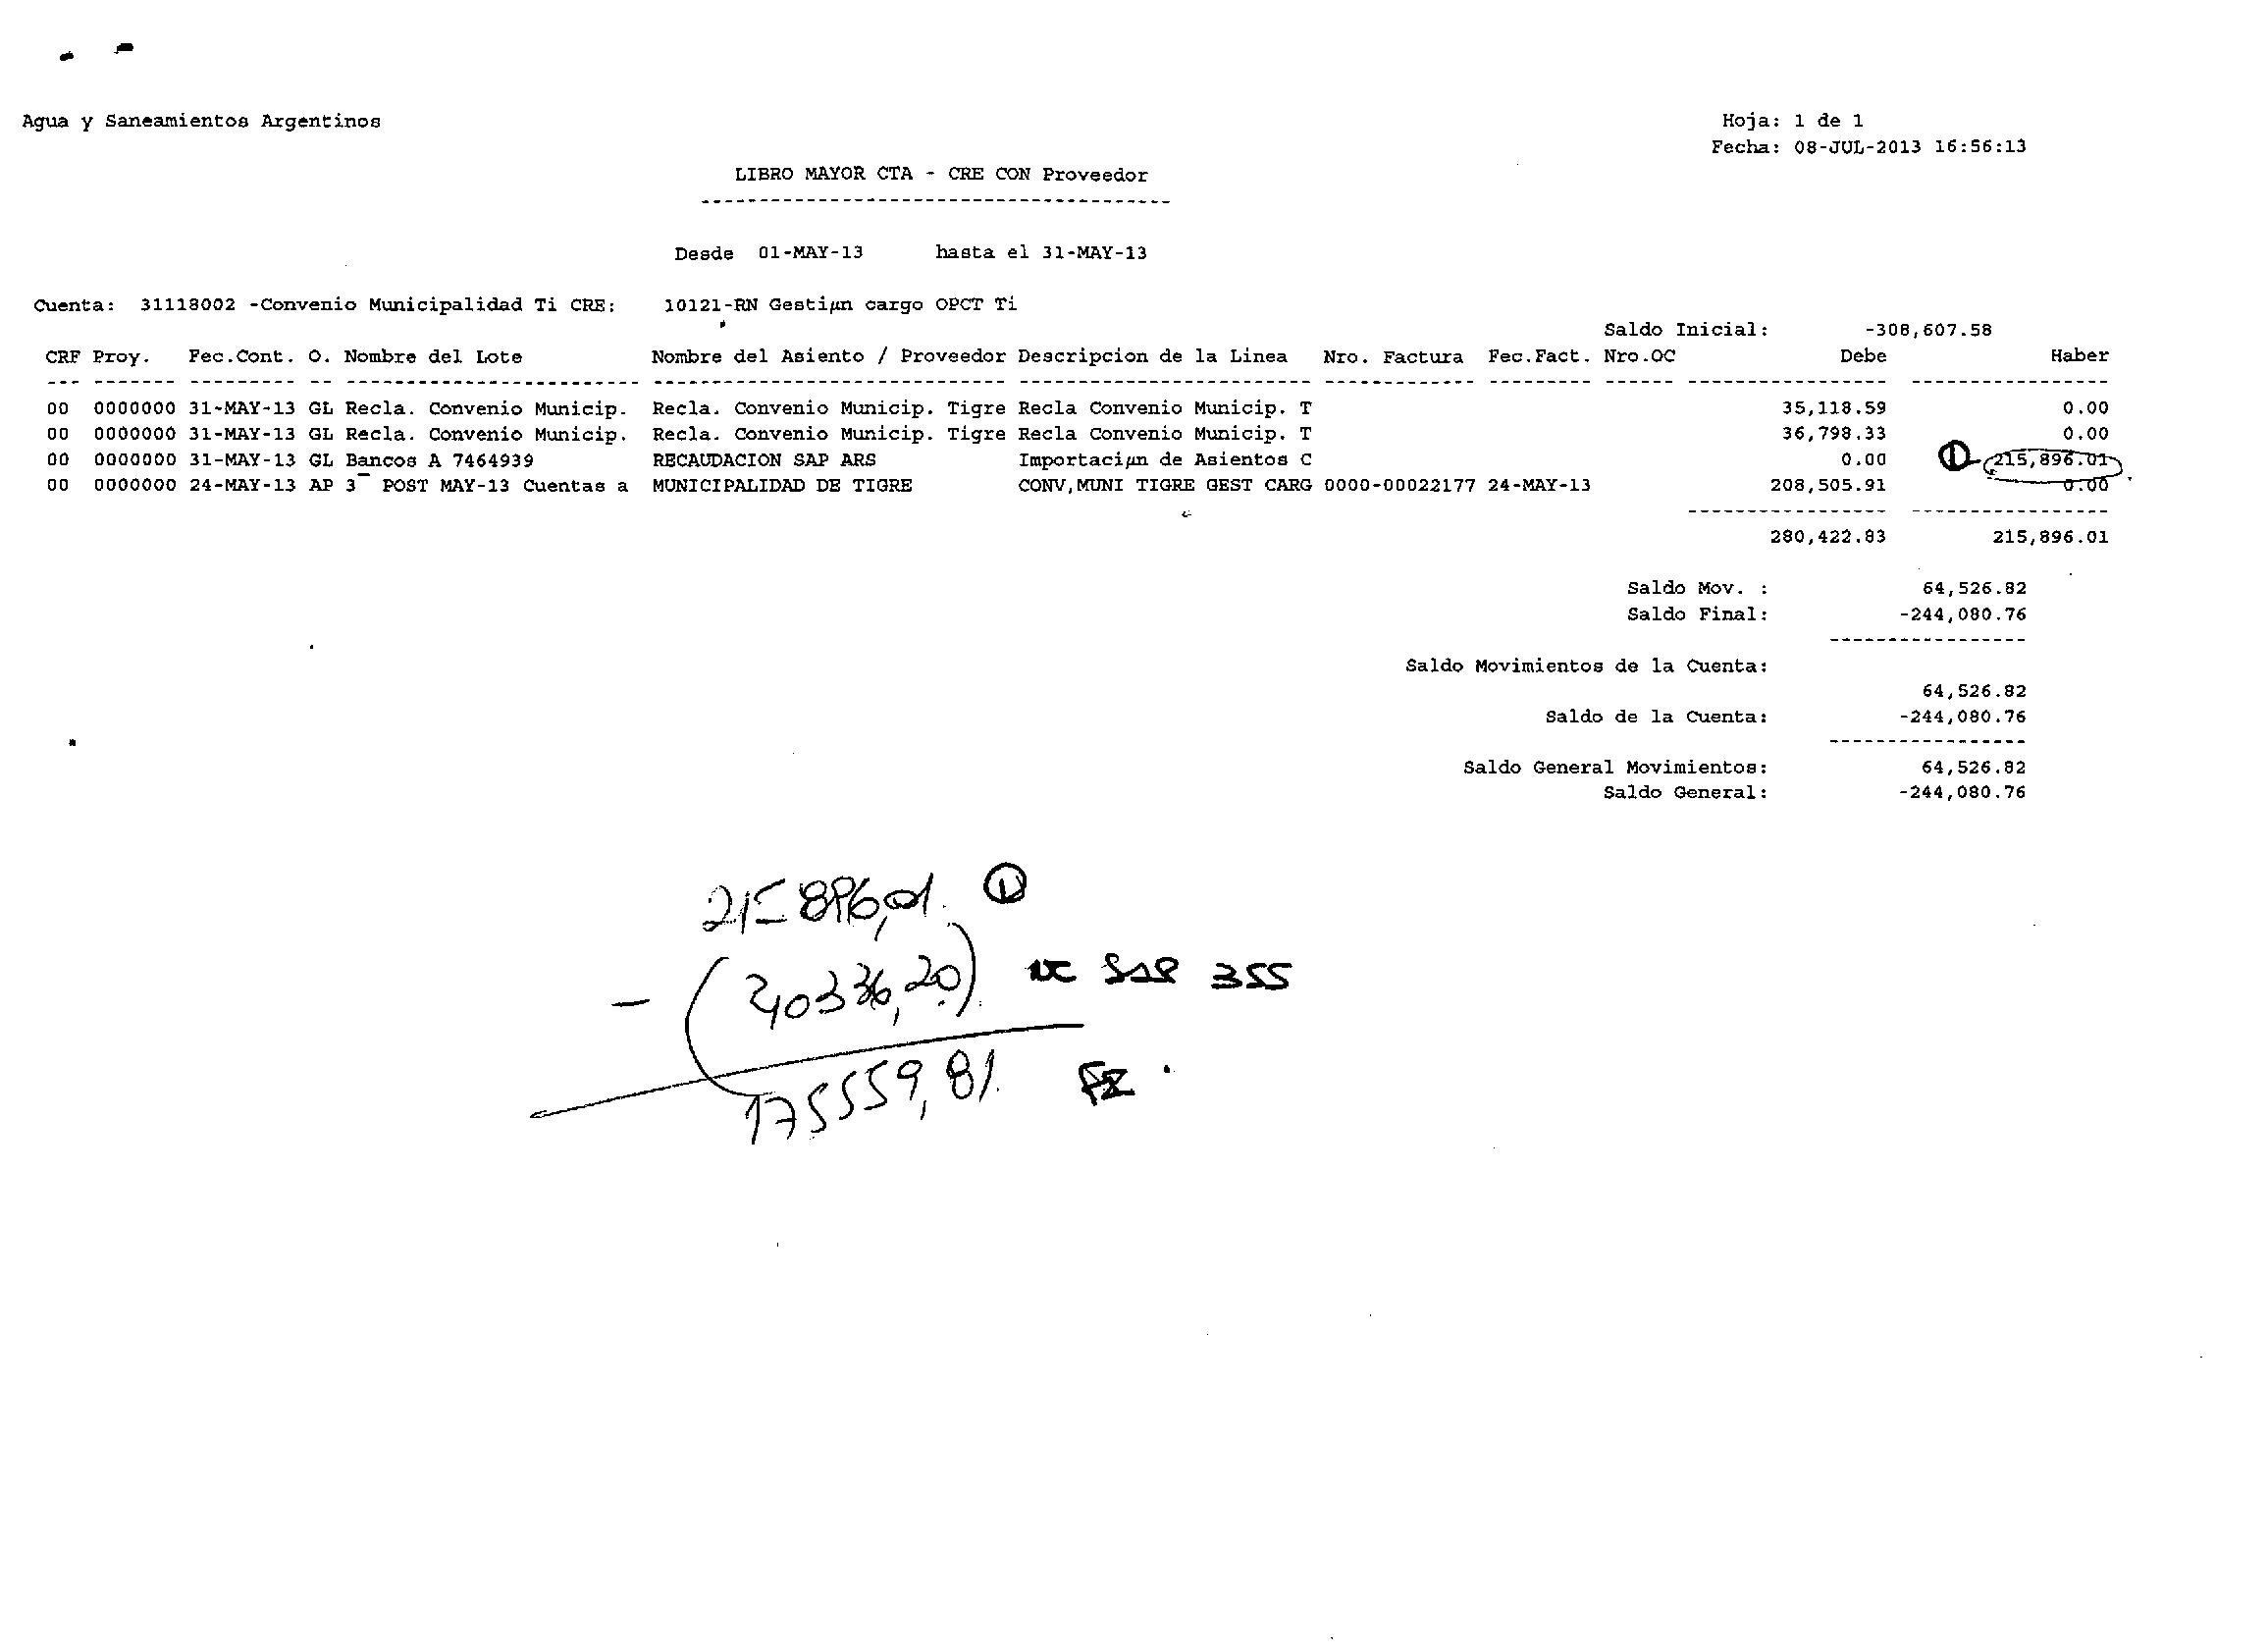 Agua y Saneamientos Argentinos
Hoja: 1 de 1
Fecha: 08-JUL-2013 16:56:13
LIBRO MAYOR CTA - CRE CON Proveedor
Desde 01-MAY-13 hasta el 31-MAY-13
Cuenta: 31118002 -Convenio Municipalidad Ti CRE: 10121-RN Gestiµn cargo OPCT Ti
Saldo Inicial: -308,607.58
CRF Proy. Fec.Cont. O. Nombre del Lote Nombre del Asiento / Proveedor Descripcion de la Linea Nro. Factura Fec.Fact. Nro.OC Debe Haber
00 0000000 31-MAY-13 GL Recla. Convenio Municip. Recla. Convenio Municip. Tigre Recla Convenio Municip. T 35,118.59 0.00
00 0000000 31-MAY-13 GL Recla. Convenio Municip. Recla. Convenio Municip. Tigre Recla Convenio Municip. T 36,798.33 0.00
00 0000000 31-MAY-13 GL Bancos A 7464939 RECAUDACION SAP ARS Importaciµn de Asientos C 0.00 1 215,896.01
00 0000000 24-MAY-13 AP 3¯ POST MAY-13 Cuentas a MUNICIPALIDAD DE TIGRE CONV,MUNI TIGRE GEST CARG 0000-00022177 24-MAY-13 208,505.91 0.00
280,422.83 215,896.01
Saldo Mov. : 64,526.82
Saldo Final: -244,080.76
Saldo Movimientos de la Cuenta:
64,526.82
Saldo de la Cuenta: -244,080.76
Saldo General Movimientos: 64,526.82
Saldo General: -244,080.76
215896,01 1
- (40336,20) NC SAP 355
175559,81